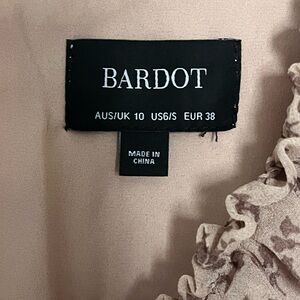 BARDOT
AUS/UK 10 US6/S EUR 38
MADE IN
CHINA